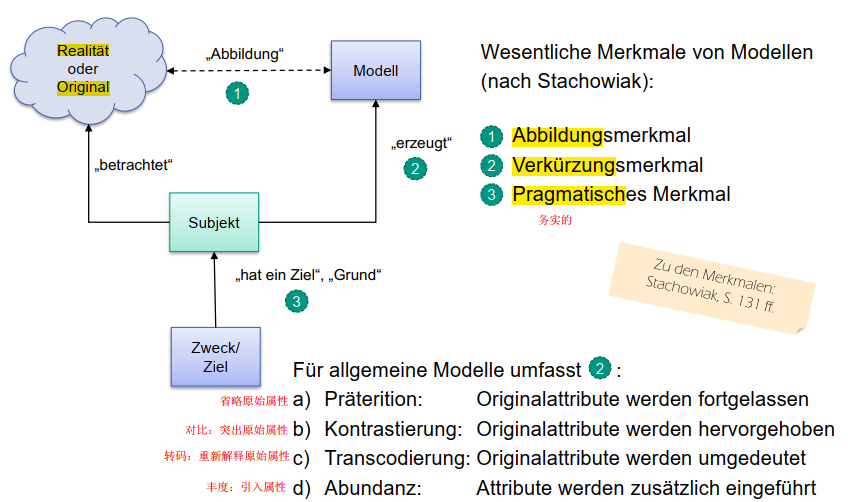 Realität
oder
Original
„Abbildung“
1
Modell
„betrachtet“
„erzeugt“
2
Subjekt
„hat ein Ziel“, „Grund“
3
Zweck/
Ziel
Wesentliche Merkmale von Modellen
(nach Stachowiak):
1 Abbildungsmerkmal
2 Verkürzungsmerkmal
3 Pragmatisches Merkmal
务实的
Zu den Merkmalen:
Stachowiak, S. 131 ff.
Für allgemeine Modelle umfasst 2 :
省略原始属性 a) Präterition: Originalattribute werden fortgelassen
对比：突出原始属性 b) Kontrastierung: Originalattribute werden hervorgehoben
转码：重新解释原始属性 c) Transcodierung: Originalattribute werden umgedeutet
丰度：引入属性 d) Abundanz: Attribute werden zusätzlich eingeführt